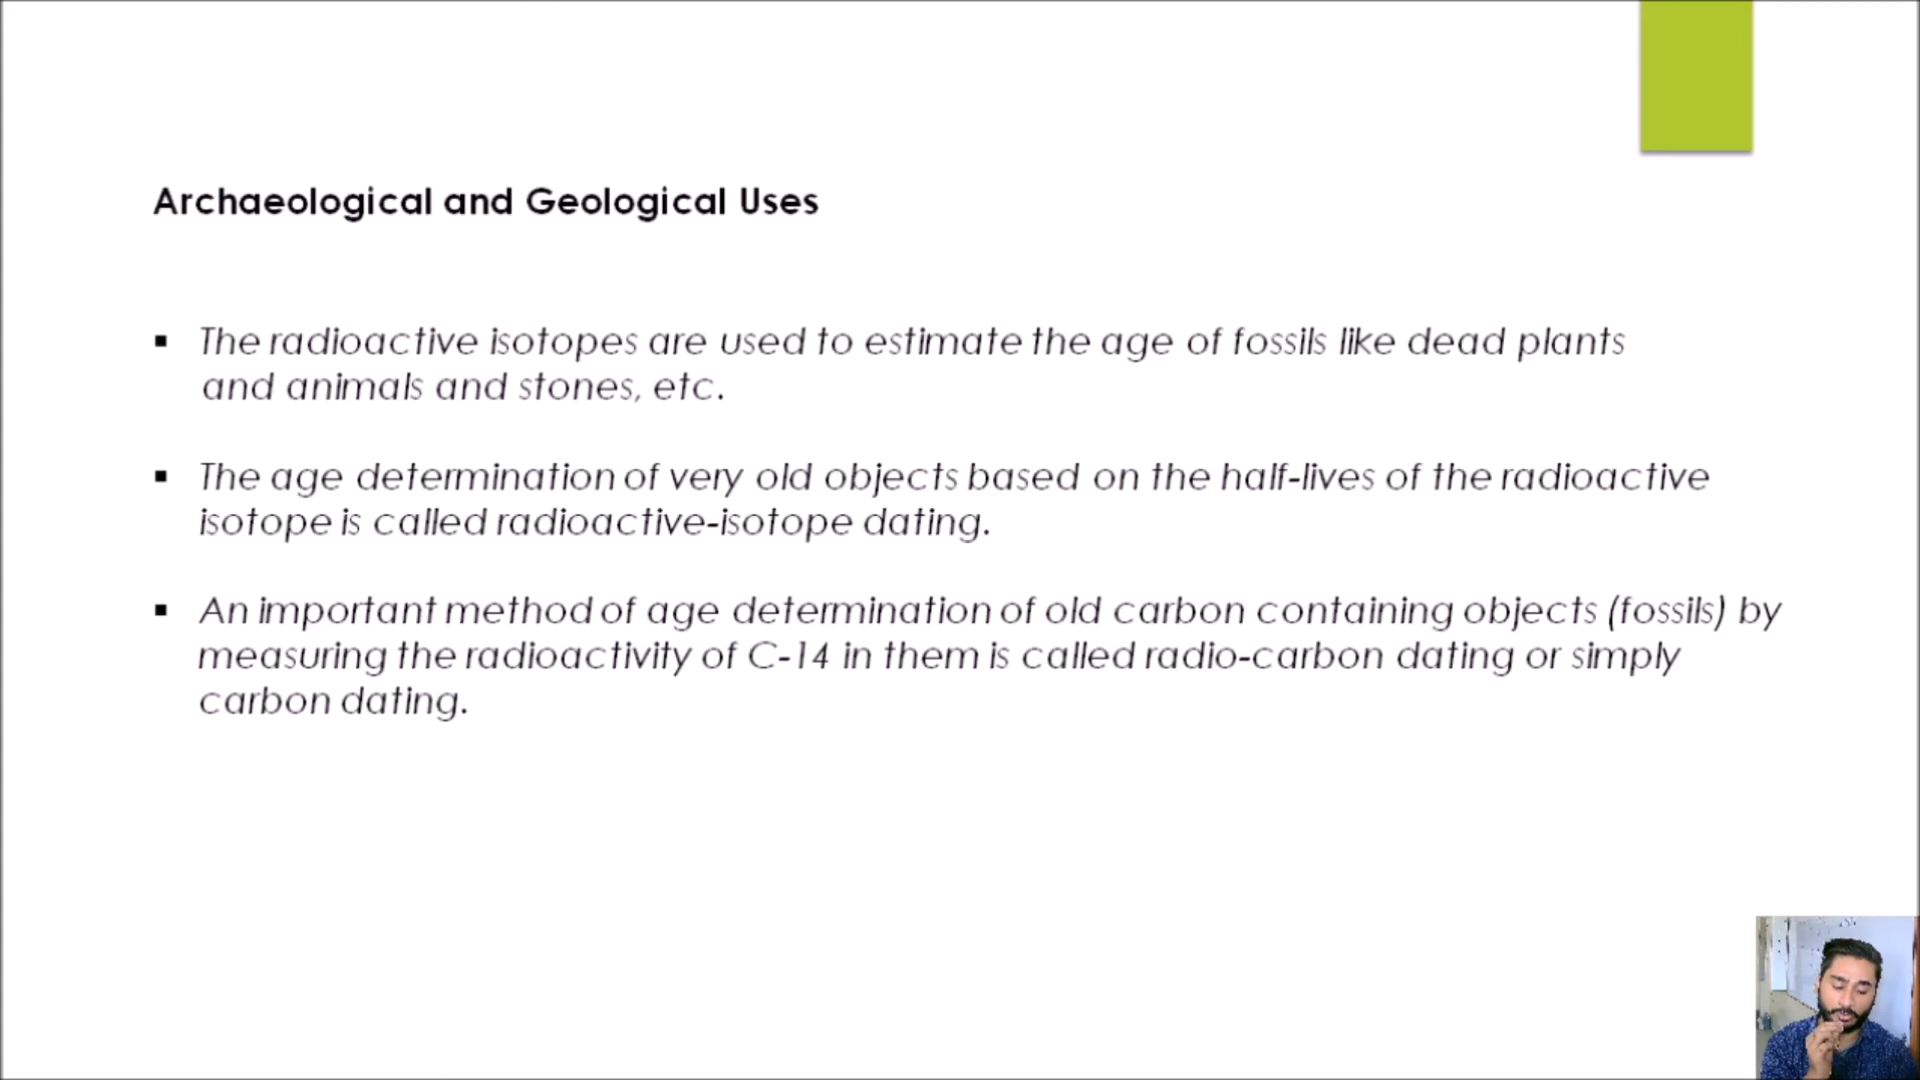 Archaeological and Geological Uses
▪ The radioactive isotopes are used to estimate the age of fossils like dead plants
and animals and stones, etc.
▪ The age determination of very old objects based on the half-lives of the radioactive
isotope is called radioactive-isotope dating.
▪ An important method of age determination of old carbon containing objects (fossils) by
measuring the radioactivity of C-14 in them is called radio-carbon dating or simply
carbon dating.